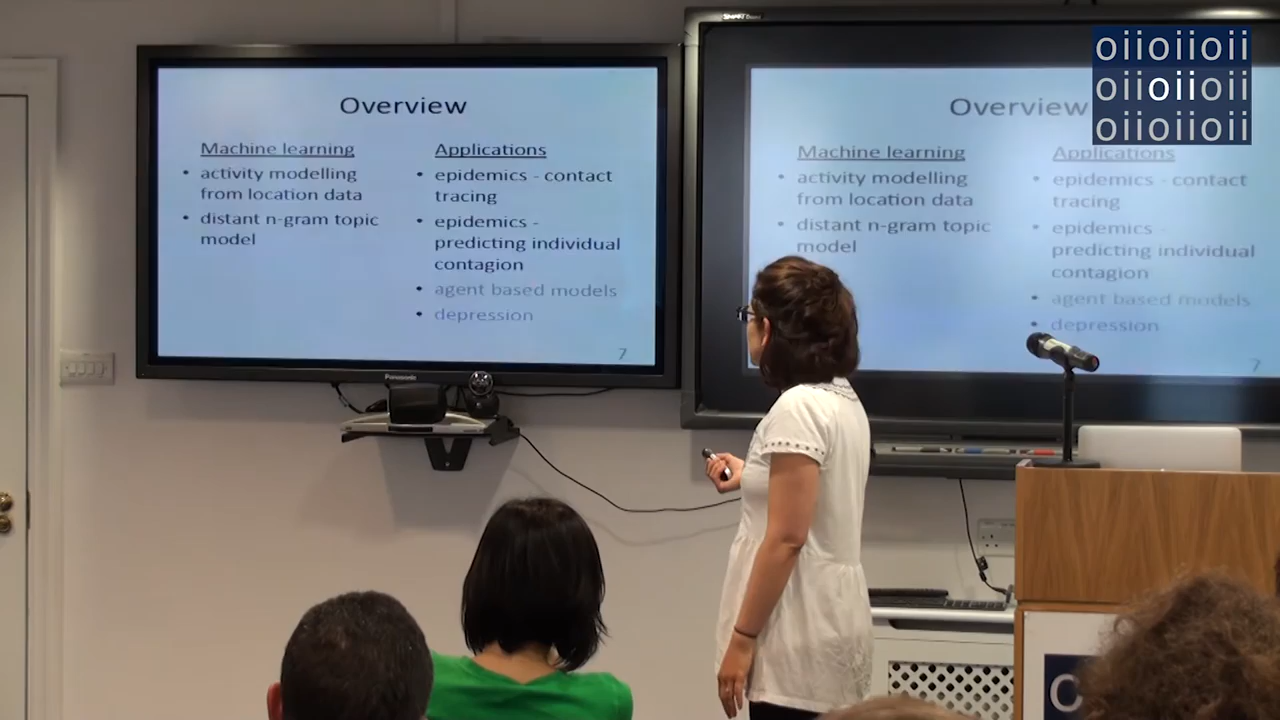 Overview
Machine learning
• activity modelling
from location data
• distant n-gram topic
model
Applications
• epidemics - contact
tracing
• epidemics -
predicting individual
contagion
• agent based models
• depression
7
Panasonic
Overview
Machine learning
• activity modelling
from location data
• distant n-gram topic
model
Applications
• epidemics - contact
tracing
• epidemics -
predicting individual
contagion
• agent based models
• depression
7
oiioiioii
oiioiioii
oiioiioii